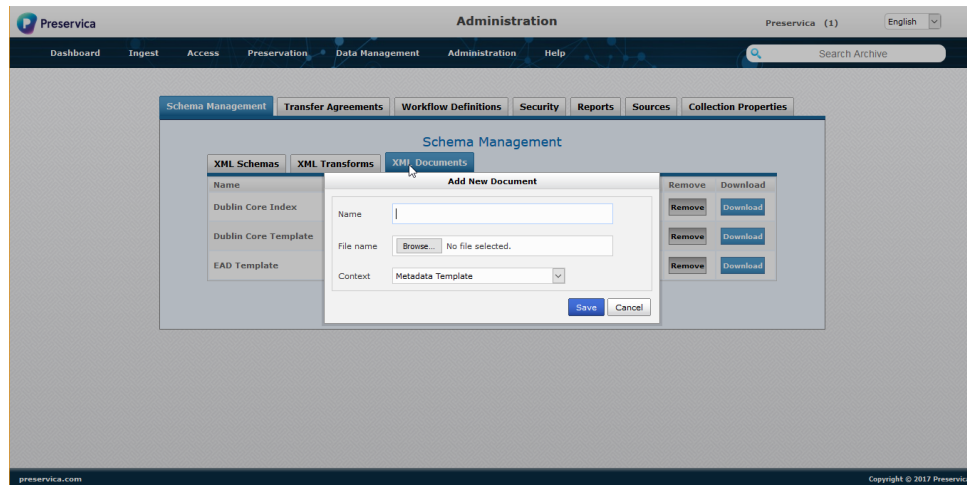 Preservica Administration Preservica (1) English
Dashboard Ingest Access Preservation Data Management Administration Help Search Archive
Schema Management Transfer Agreements Workflow Definitions Security Reports Sources Collection Properties
Schema Management
XML Schemas XML Transforms XML Documents
Name Remove Download
Dublin Core Index Remove Download
Dublin Core Template Remove Download
EAD Template Remove Download
Add New Document
Name
File name Browse... No file selected.
Context Metadata Template
Save Cancel
preservica.com Copyright © 2017 Preservica